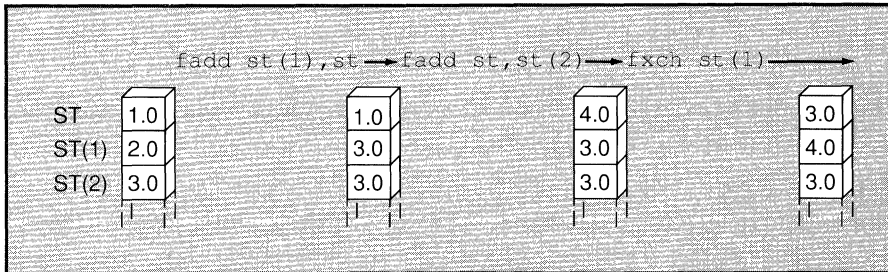 fadd st(1),st fadd st,st(2) fxch st(1)
ST 1.0 1.0 4.0 3.0
ST(1) 2.0 3.0 3.0 4.0
ST(2) 3.0 3.0 3.0 3.0